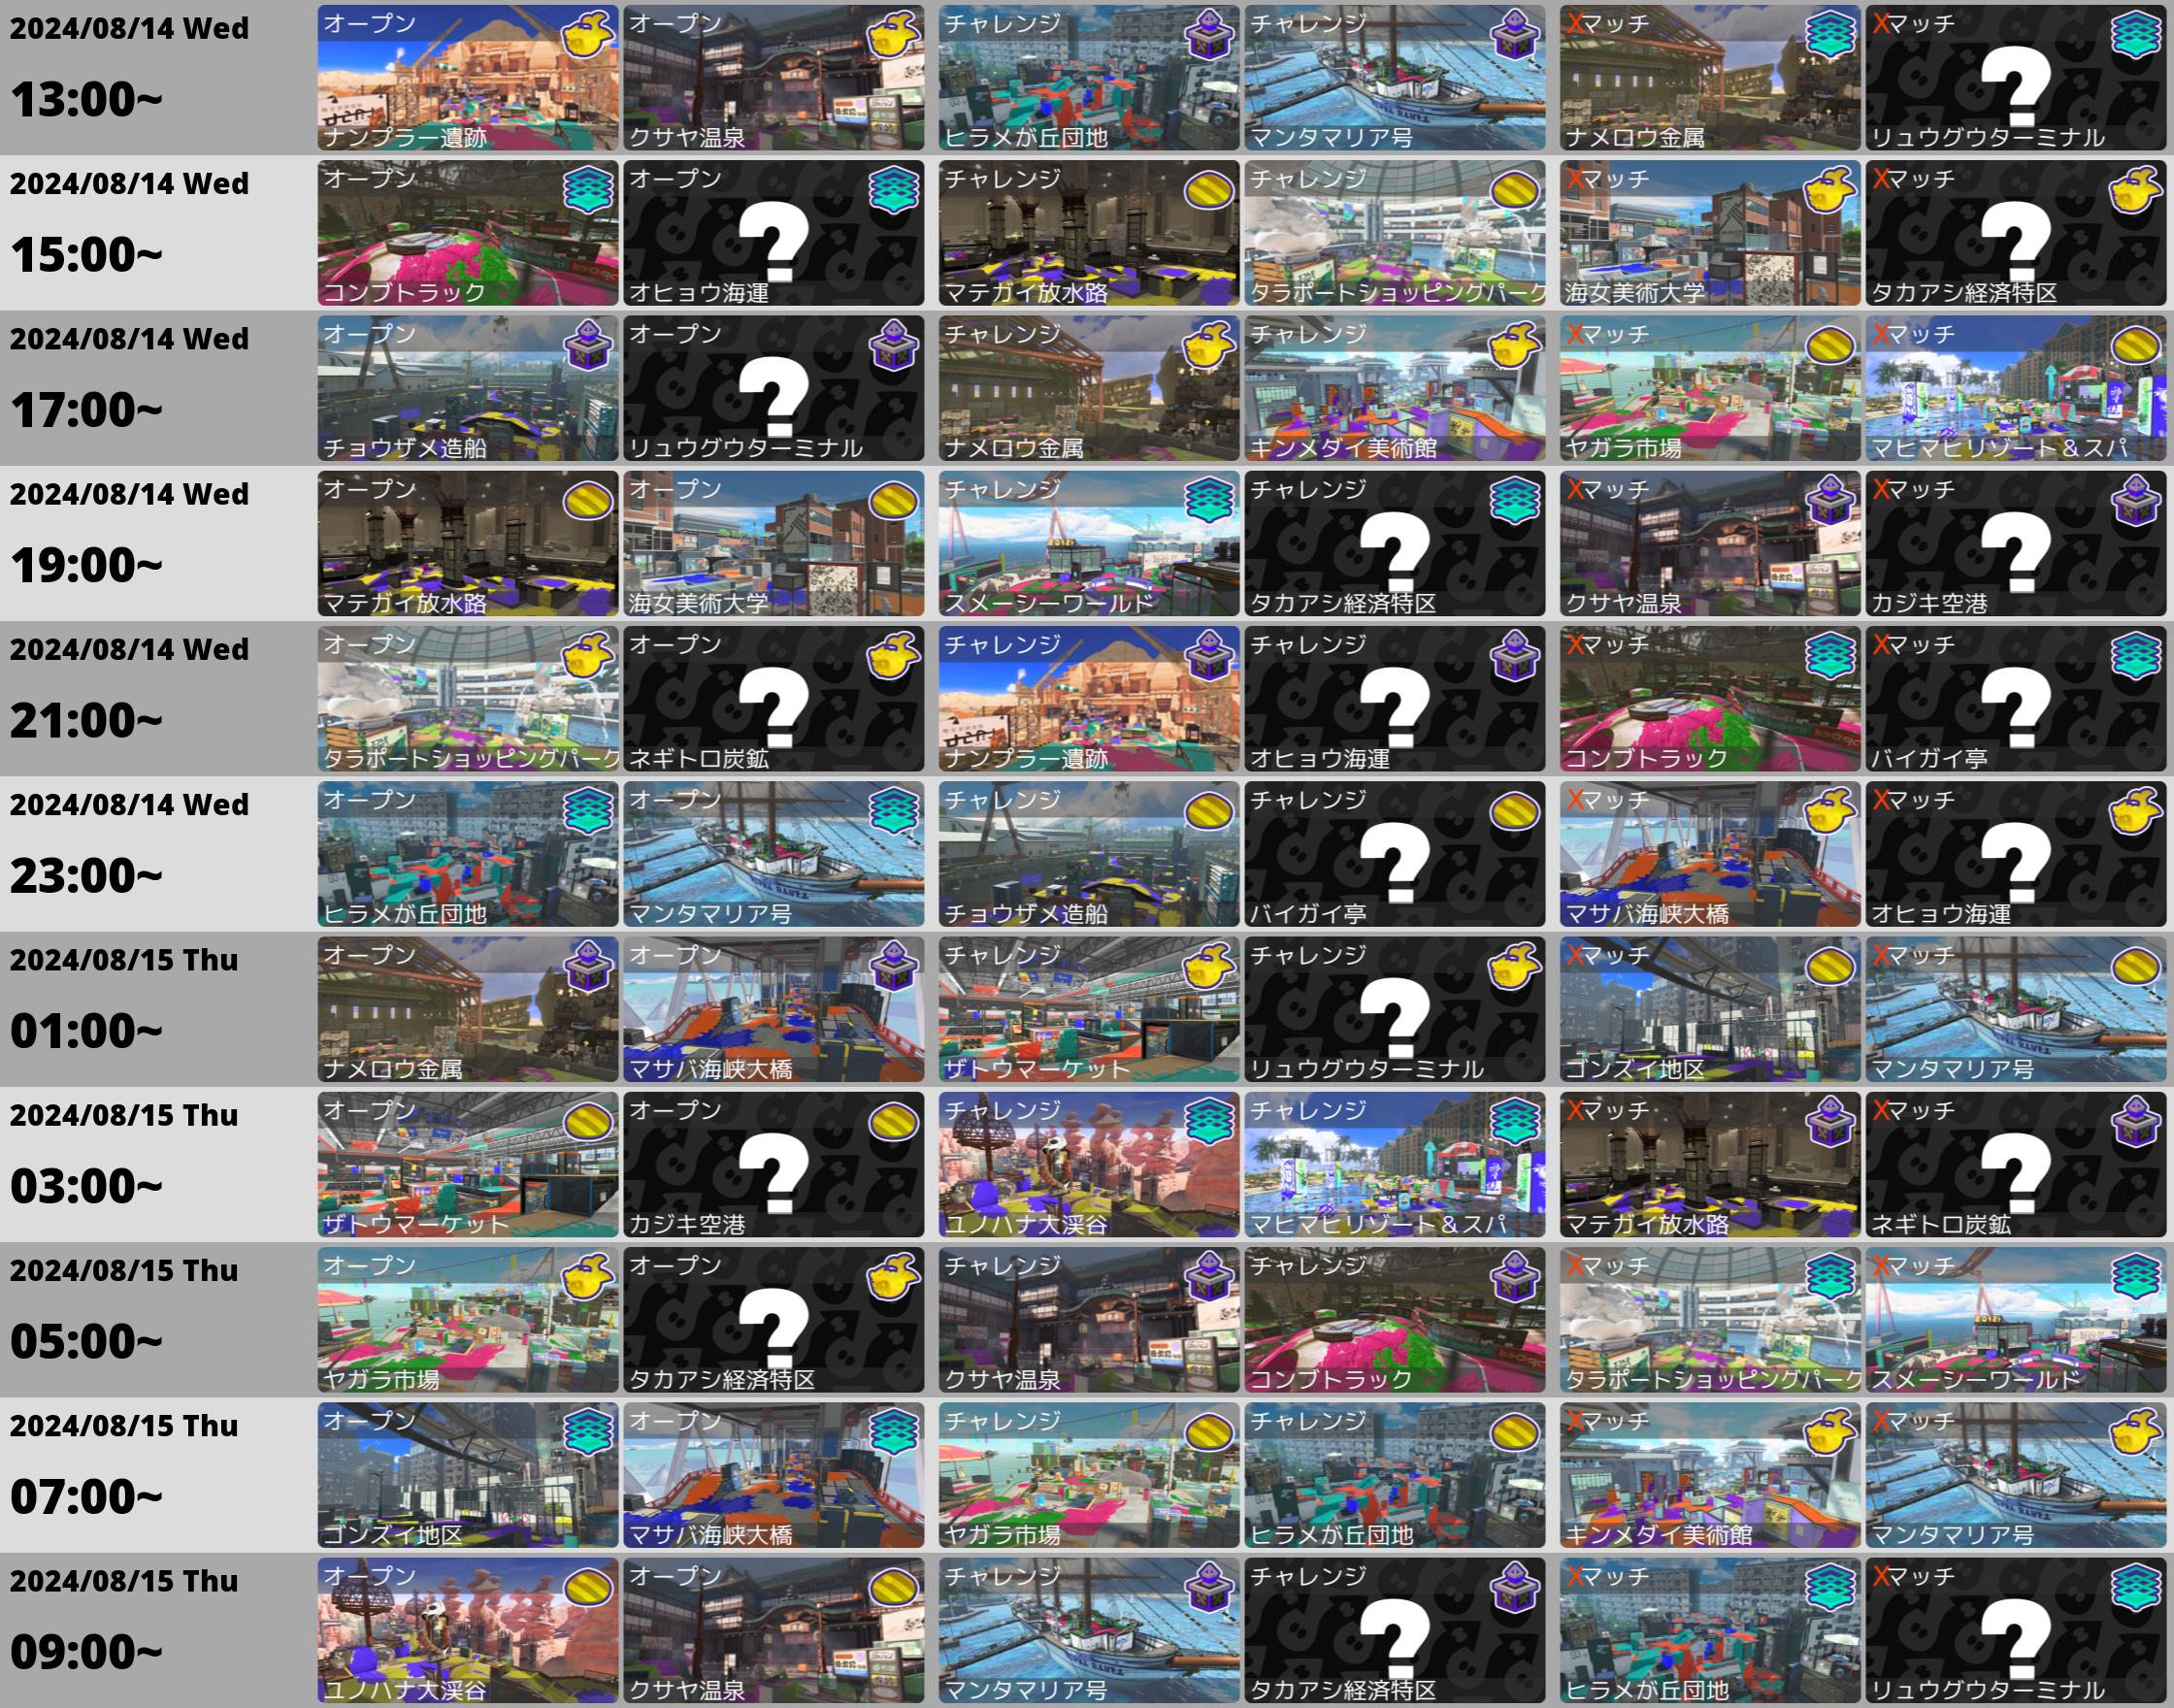 2024/08/14 Wed
13:00~
オープン
ナンプラー遺跡
オープン
クサヤ温泉
チャレンジ
ヒラメが丘団地
チャレンジ
マンタマリア号
Xマッチ
ナメロウ金属
Xマッチ
?
リュウグウターミナル
2024/08/14 Wed
15:00~
オープン
コンブトラック
オープン
?
オヒョウ海運
チャレンジ
マテガイ放水路
チャレンジ
タラポートショッピングパーク
Xマッチ
海女美術大学
Xマッチ
?
タカアシ経済特区
2024/08/14 Wed
17:00~
オープン
チョウザメ造船
オープン
?
リュウグウターミナル
チャレンジ
ナメロウ金属
チャレンジ
キンメダイ美術館
Xマッチ
ヤガラ市場
Xマッチ
マヒマヒリゾート＆スパ
2024/08/14 Wed
19:00~
オープン
マテガイ放水路
オープン
海女美術大学
チャレンジ
スメーシーワールド
チャレンジ
?
タカアシ経済特区
Xマッチ
クサヤ温泉
Xマッチ
?
カジキ空港
2024/08/14 Wed
21:00~
オープン
タラポートショッピングパーク
オープン
?
ネギトロ炭鉱
チャレンジ
ナンプラー遺跡
チャレンジ
?
オヒョウ海運
Xマッチ
コンブトラック
Xマッチ
?
バイガイ亭
2024/08/14 Wed
23:00~
オープン
ヒラメが丘団地
オープン
マンタマリア号
チャレンジ
チョウザメ造船
チャレンジ
?
バイガイ亭
Xマッチ
マサバ海峡大橋
Xマッチ
?
オヒョウ海運
2024/08/15 Thu
01:00~
オープン
ナメロウ金属
オープン
マサバ海峡大橋
チャレンジ
ザトウマーケット
チャレンジ
?
リュウグウターミナル
Xマッチ
ゴンズイ地区
Xマッチ
マンタマリア号
2024/08/15 Thu
03:00~
オープン
ザトウマーケット
オープン
?
カジキ空港
チャレンジ
ユノハナ大渓谷
チャレンジ
マヒマヒリゾート＆スパ
Xマッチ
マテガイ放水路
Xマッチ
?
ネギトロ炭鉱
2024/08/15 Thu
05:00~
オープン
ヤガラ市場
オープン
?
タカアシ経済特区
チャレンジ
クサヤ温泉
チャレンジ
コンブトラック
Xマッチ
タラポートショッピングパーク
Xマッチ
スメーシーワールド
2024/08/15 Thu
07:00~
オープン
ゴンズイ地区
オープン
マサバ海峡大橋
チャレンジ
ヤガラ市場
チャレンジ
ヒラメが丘団地
Xマッチ
キンメダイ美術館
Xマッチ
マンタマリア号
2024/08/15 Thu
09:00~
オープン
ユノハナ大渓谷
オープン
クサヤ温泉
チャレンジ
マンタマリア号
チャレンジ
?
タカアシ経済特区
Xマッチ
ヒラメが丘団地
Xマッチ
?
リュウグウターミナル